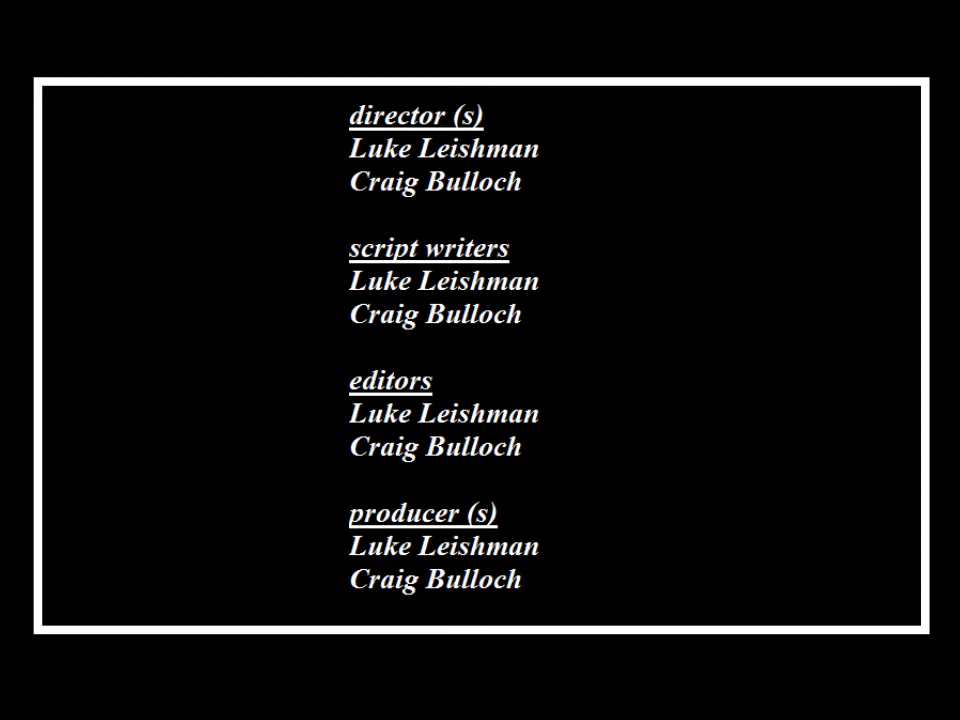 director (s)
Luke Leishman
Craig Bulloch
script writers
Luke Leishman
Craig Bulloch
editors
Luke Leishman
Craig Bulloch
producer (s)
Luke Leishman
Craig Bulloch